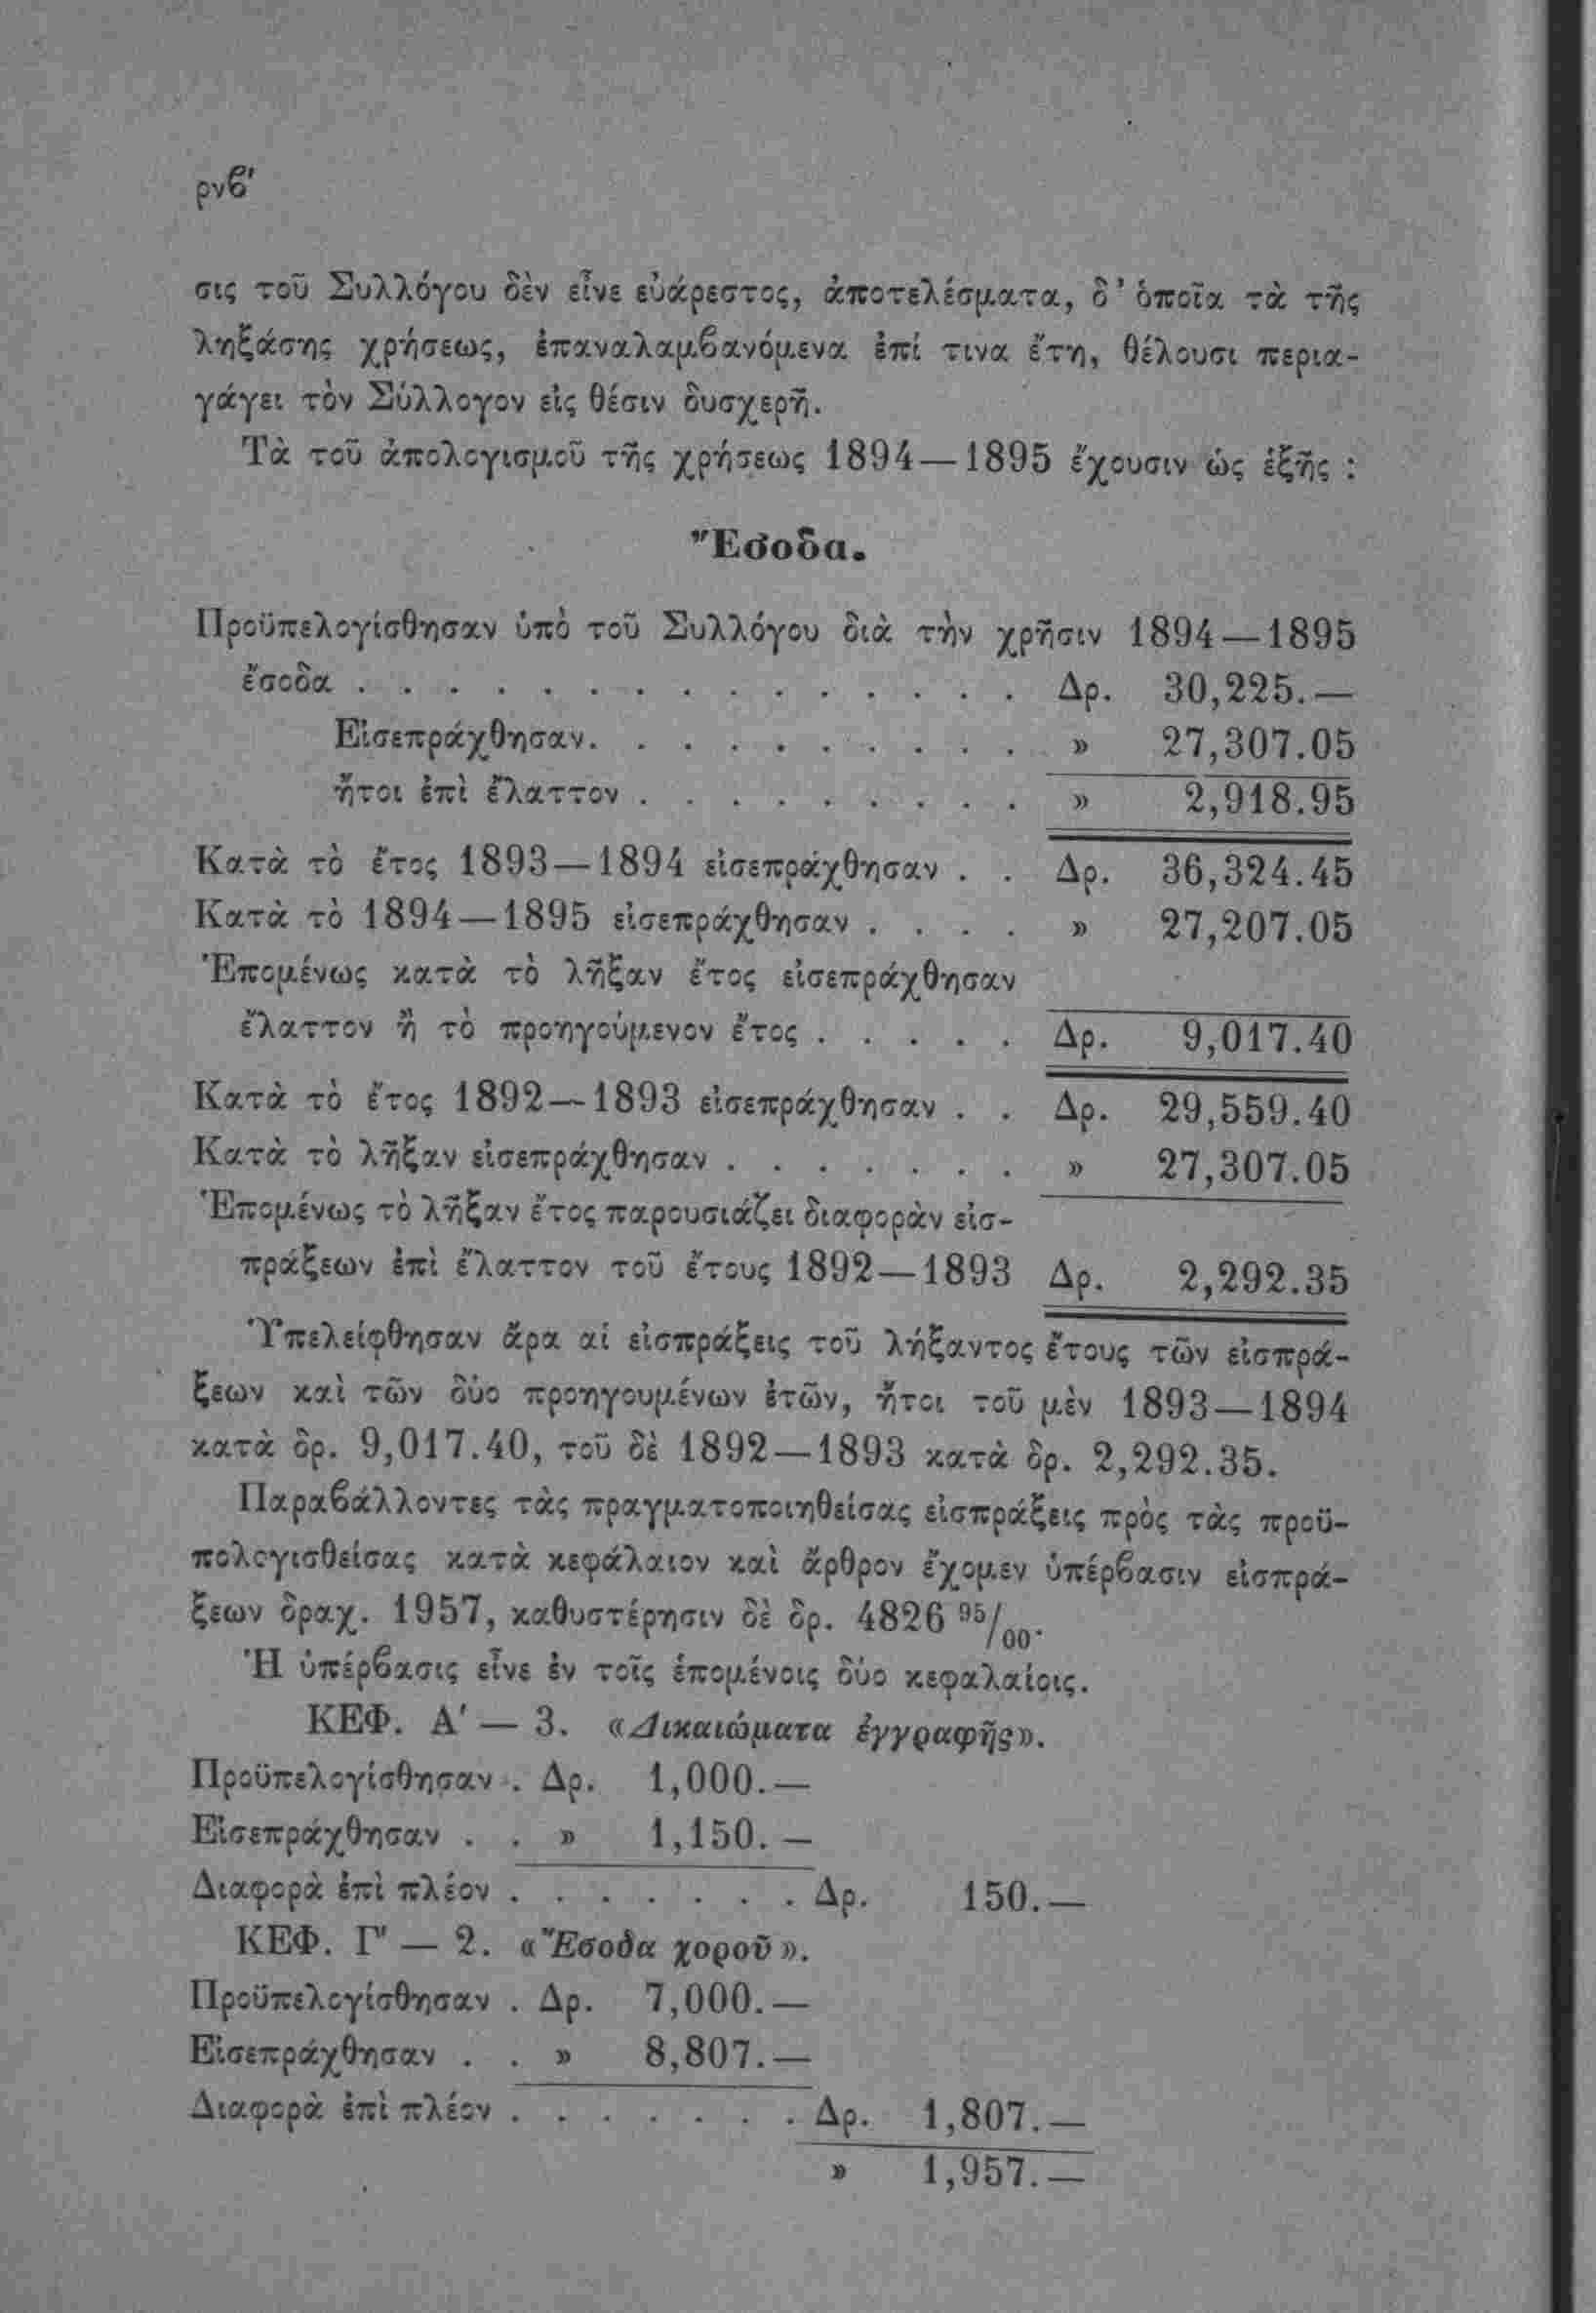 ρνϐ′
σις τοῦ Συλλόγου δὲν εἶνε εὐάρεστος, ἀποτελέσματα, δ' ὁποῖα τὰ τῆς
ληξάσης χρήσεως, ἐπαναλαμϐανόμενα ἐπί τινα ἔτη, θέλουσι περια-
γάγει τὸν Σύλλογον εἰς θέσιν δυσχερῆ.
Τὰ τοῦ ἀπολογισμοῦ τῆς χρήσεως 1894—1895 ἔχουσιν ὡς ἑξῆς :
Ἔσοδα.
Προϋπελογίσθησαν ὑπὸ τοῦ Συλλόγου διὰ τὴν χρῆσιν 1894—1895
ἔσοδα . . . . . . . . . . . . . . . Δρ. 30,225.—
Εἰσεπράχθησαν. . . . . . . . . . » 27,307.05
ἤτοι ἐπὶ ἔλαττον . . . . . . . . . » 2,918.95
Κατὰ τὸ ἔτος 1893—1894 εἰσεπράχθησαν . . Δρ. 36,324.45
Κατὰ τὸ 1894—1895 εἰσεπράχθησαν . . . . » 27,207.05
Ἑπομένως κατὰ τὸ λῆξαν ἔτος εἰσεπράχθησαν
ἔλαττον ἢ τὸ προηγούμενον ἔτος . . . . . Δρ. 9,017.40
Κατὰ τὸ ἔτος 1892—1893 εἰσεπράχθησαν . . Δρ. 29,559.40
Κατὰ τὸ λῆξαν εἰσεπράχθησαν . . . . . . . » 27,307.05
Ἑπομένως τὸ λῆξαν ἔτος παρουσιάζει διαφορὰν εἰσ-
πράξεων ἐπὶ ἔλαττον τοῦ ἔτους 1892—1893 Δρ. 2,292.35
Ὑπελείφθησαν ἄρα αἱ εἰσπράξεις τοῦ λήξαντος ἔτους τῶν εἰσπρά-
ξεων καὶ τῶν δύο προηγουμένων ἐτῶν, ἤτοι τοῦ μὲν 1893—1894
κατὰ δρ. 9,017.40, τοῦ δὲ 1892—1893 κατὰ δρ. 2,292.35.
Παραϐάλλοντες τὰς πραγματοποιηθείσας εἰσπράξεις πρὸς τὰς προϋ-
πολογισθείσας κατὰ κεφάλαιον καὶ ἄρθρον ἔχομεν ὑπέρϐασιν εἰσπρά-
ξεων δραχ. 1957, καθυστέρησιν δὲ δρ. 4826 95/00.
Ἡ ὑπέρϐασις εἶνε ἐν τοῖς ἑπομένοις δύο κεφαλαίοις.
ΚΕΦ. Α′ — 3. «Δικαιώματα ἐγγραφῆς».
Προϋπελογίσθησαν . Δρ. 1,000.—
Εἰσεπράχθησαν . . » 1,150.—
Διαφορὰ ἐπὶ πλέον . . . . . . . Δρ. 150.—
ΚΕΦ. Γ′ — 2. «Ἔσοδα χοροῦ».
Προϋπελογίσθησαν . Δρ. 7,000.—
Εἰσεπράχθησαν . . » 8,807.—
Διαφορὰ ἐπὶ πλέον . . . . . . . Δρ. 1,807.—
» 1,957.—